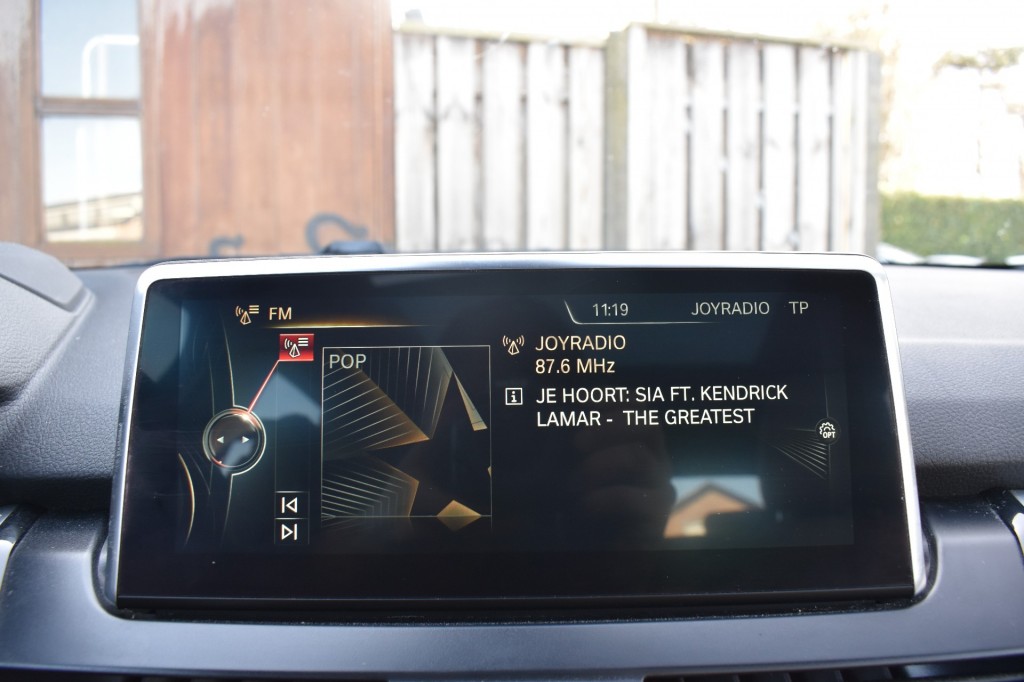 FM
11:19 JOYRADIO TP
POP
JOYRADIO
87.6 MHz
JE HOORT: SIA FT. KENDRICK
LAMAR - THE GREATEST
OPT